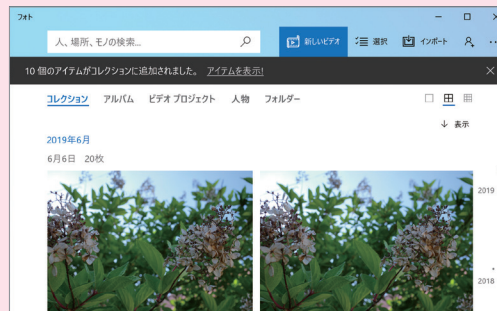 フォト
人、場所、モノの検索...
新しいビデオ 選択 インポート
10 個のアイテムがコレクションに追加されました。 アイテムを表示!
コレクション アルバム ビデオ プロジェクト 人物 フォルダー
↓ 表示
2019年6月
6月6日 20枚
2019
2018